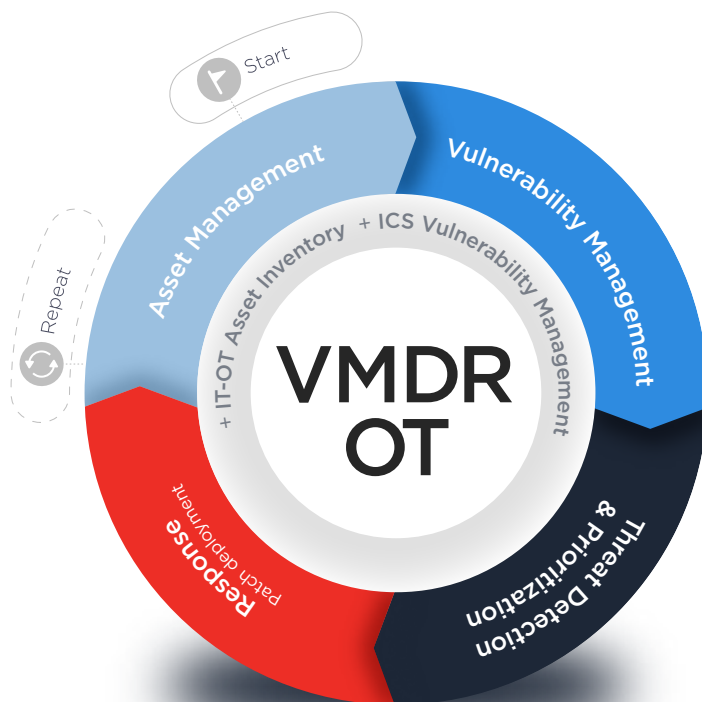 Start
Repeat
Asset Management
Vulnerability Management
Threat Detection
& Prioritization
Response
patch deployment
+ IT-OT Asset Inventory
+ ICS Vulnerability Management
VMDR
OT